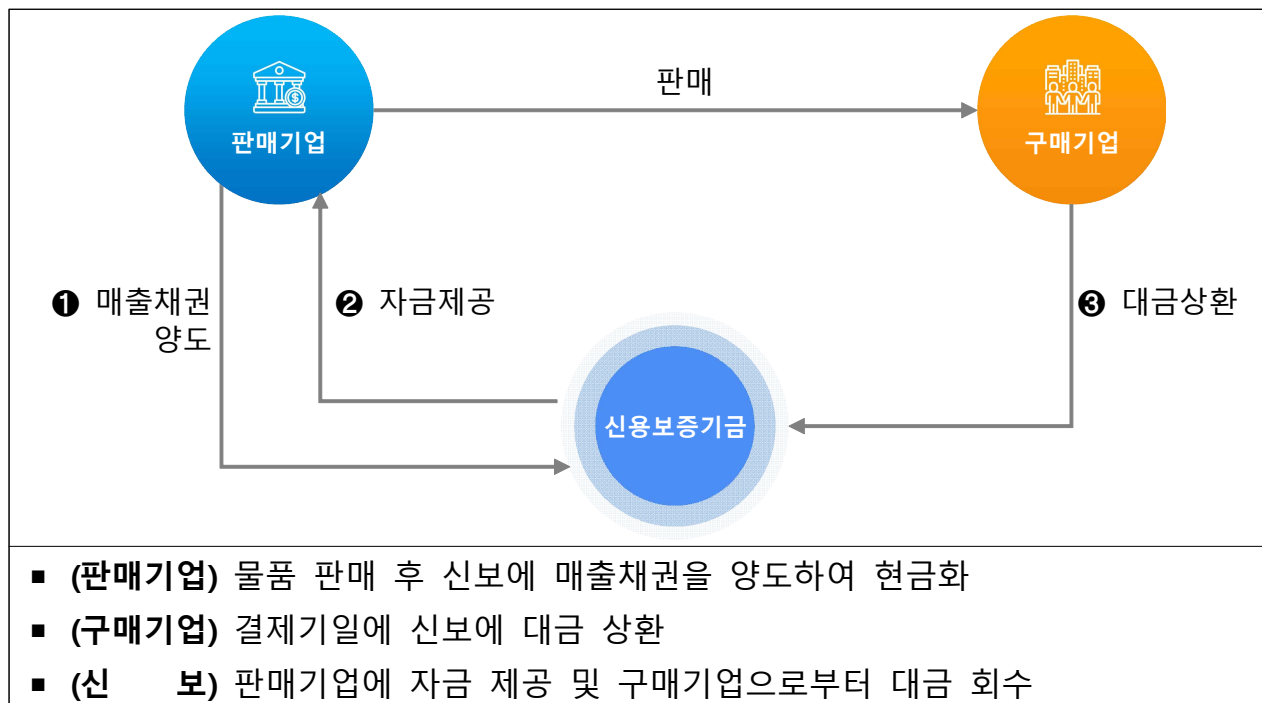 판매
판매기업
구매기업
❶ 매출채권
양도
❷ 자금제공
❸ 대금상환
신용보증기금
▪ (판매기업) 물품 판매 후 신보에 매출채권을 양도하여 현금화
▪ (구매기업) 결제기일에 신보에 대금 상환
▪ (신 보) 판매기업에 자금 제공 및 구매기업으로부터 대금 회수